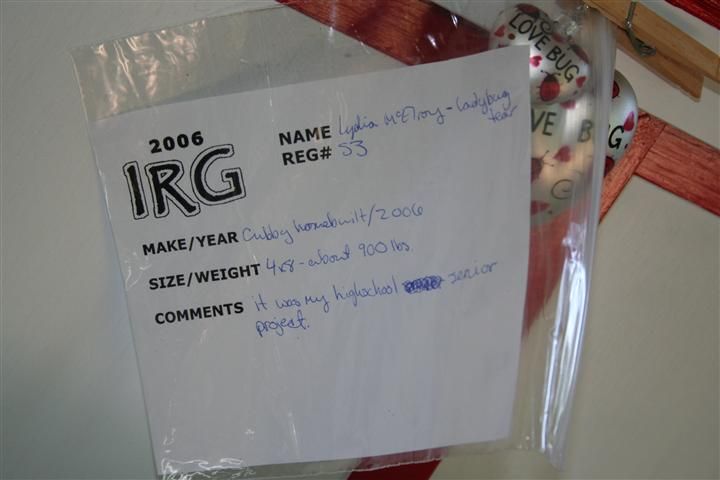 LOVE BUG
VE B
G
2006
IRG
NAME Lydia McElroy - Ladybug
tear
REG# 53
MAKE/YEAR Cubby homebuilt/2006
SIZE/WEIGHT 4x8 - about 900 lbs.
COMMENTS it was my highschool senior
project.